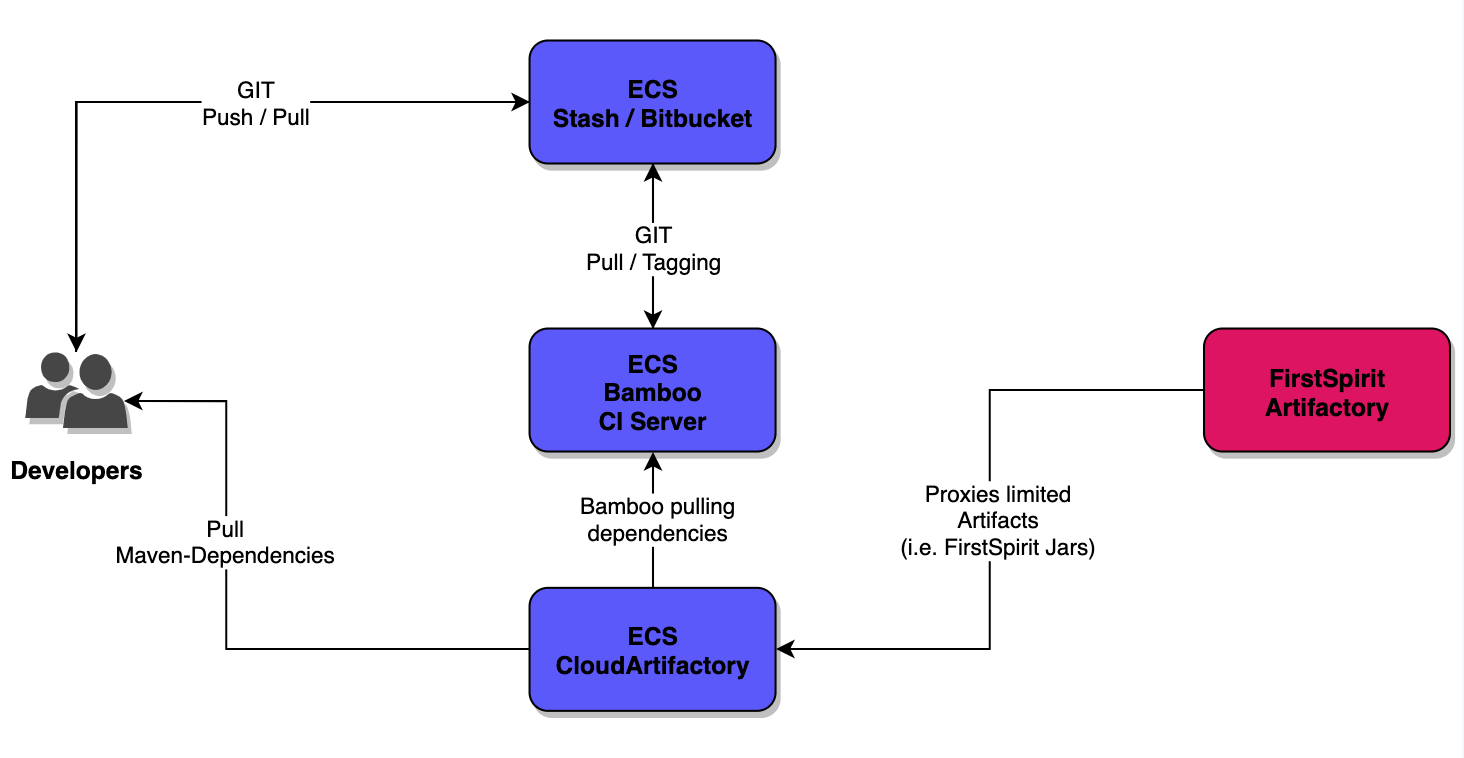 GIT
Push / Pull
ECS
Stash / Bitbucket
GIT
Pull / Tagging
ECS
Bamboo
CI Server
FirstSpirit
Artifactory
Developers
Bamboo pulling
dependencies
Proxies limited
Artifacts
(i.e. FirstSpirit Jars)
Pull
Maven-Dependencies
ECS
CloudArtifactory